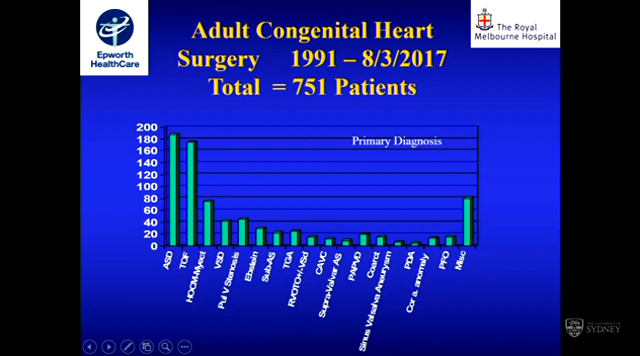 Epworth
HealthCare
Adult Congenital Heart
Surgery 1991 – 8/3/2017
Total = 751 Patients
The Royal
Melbourne Hospital
Primary Diagnosis
200
180
160
140
120
100
80
60
40
20
0
ASD
TOF
HOCM-Myect
VSD
Pul V Stenosis
Ebstein
Sub-AS
TGA
RVOTO+/-VSd
CAVC
Supra-Valvar AS
PAPVD
Coarct
Sinus Valsalva Aneurysm
PDA
Cor a. anomaly
PFO
Misc
THE UNIVERSITY OF
SYDNEY